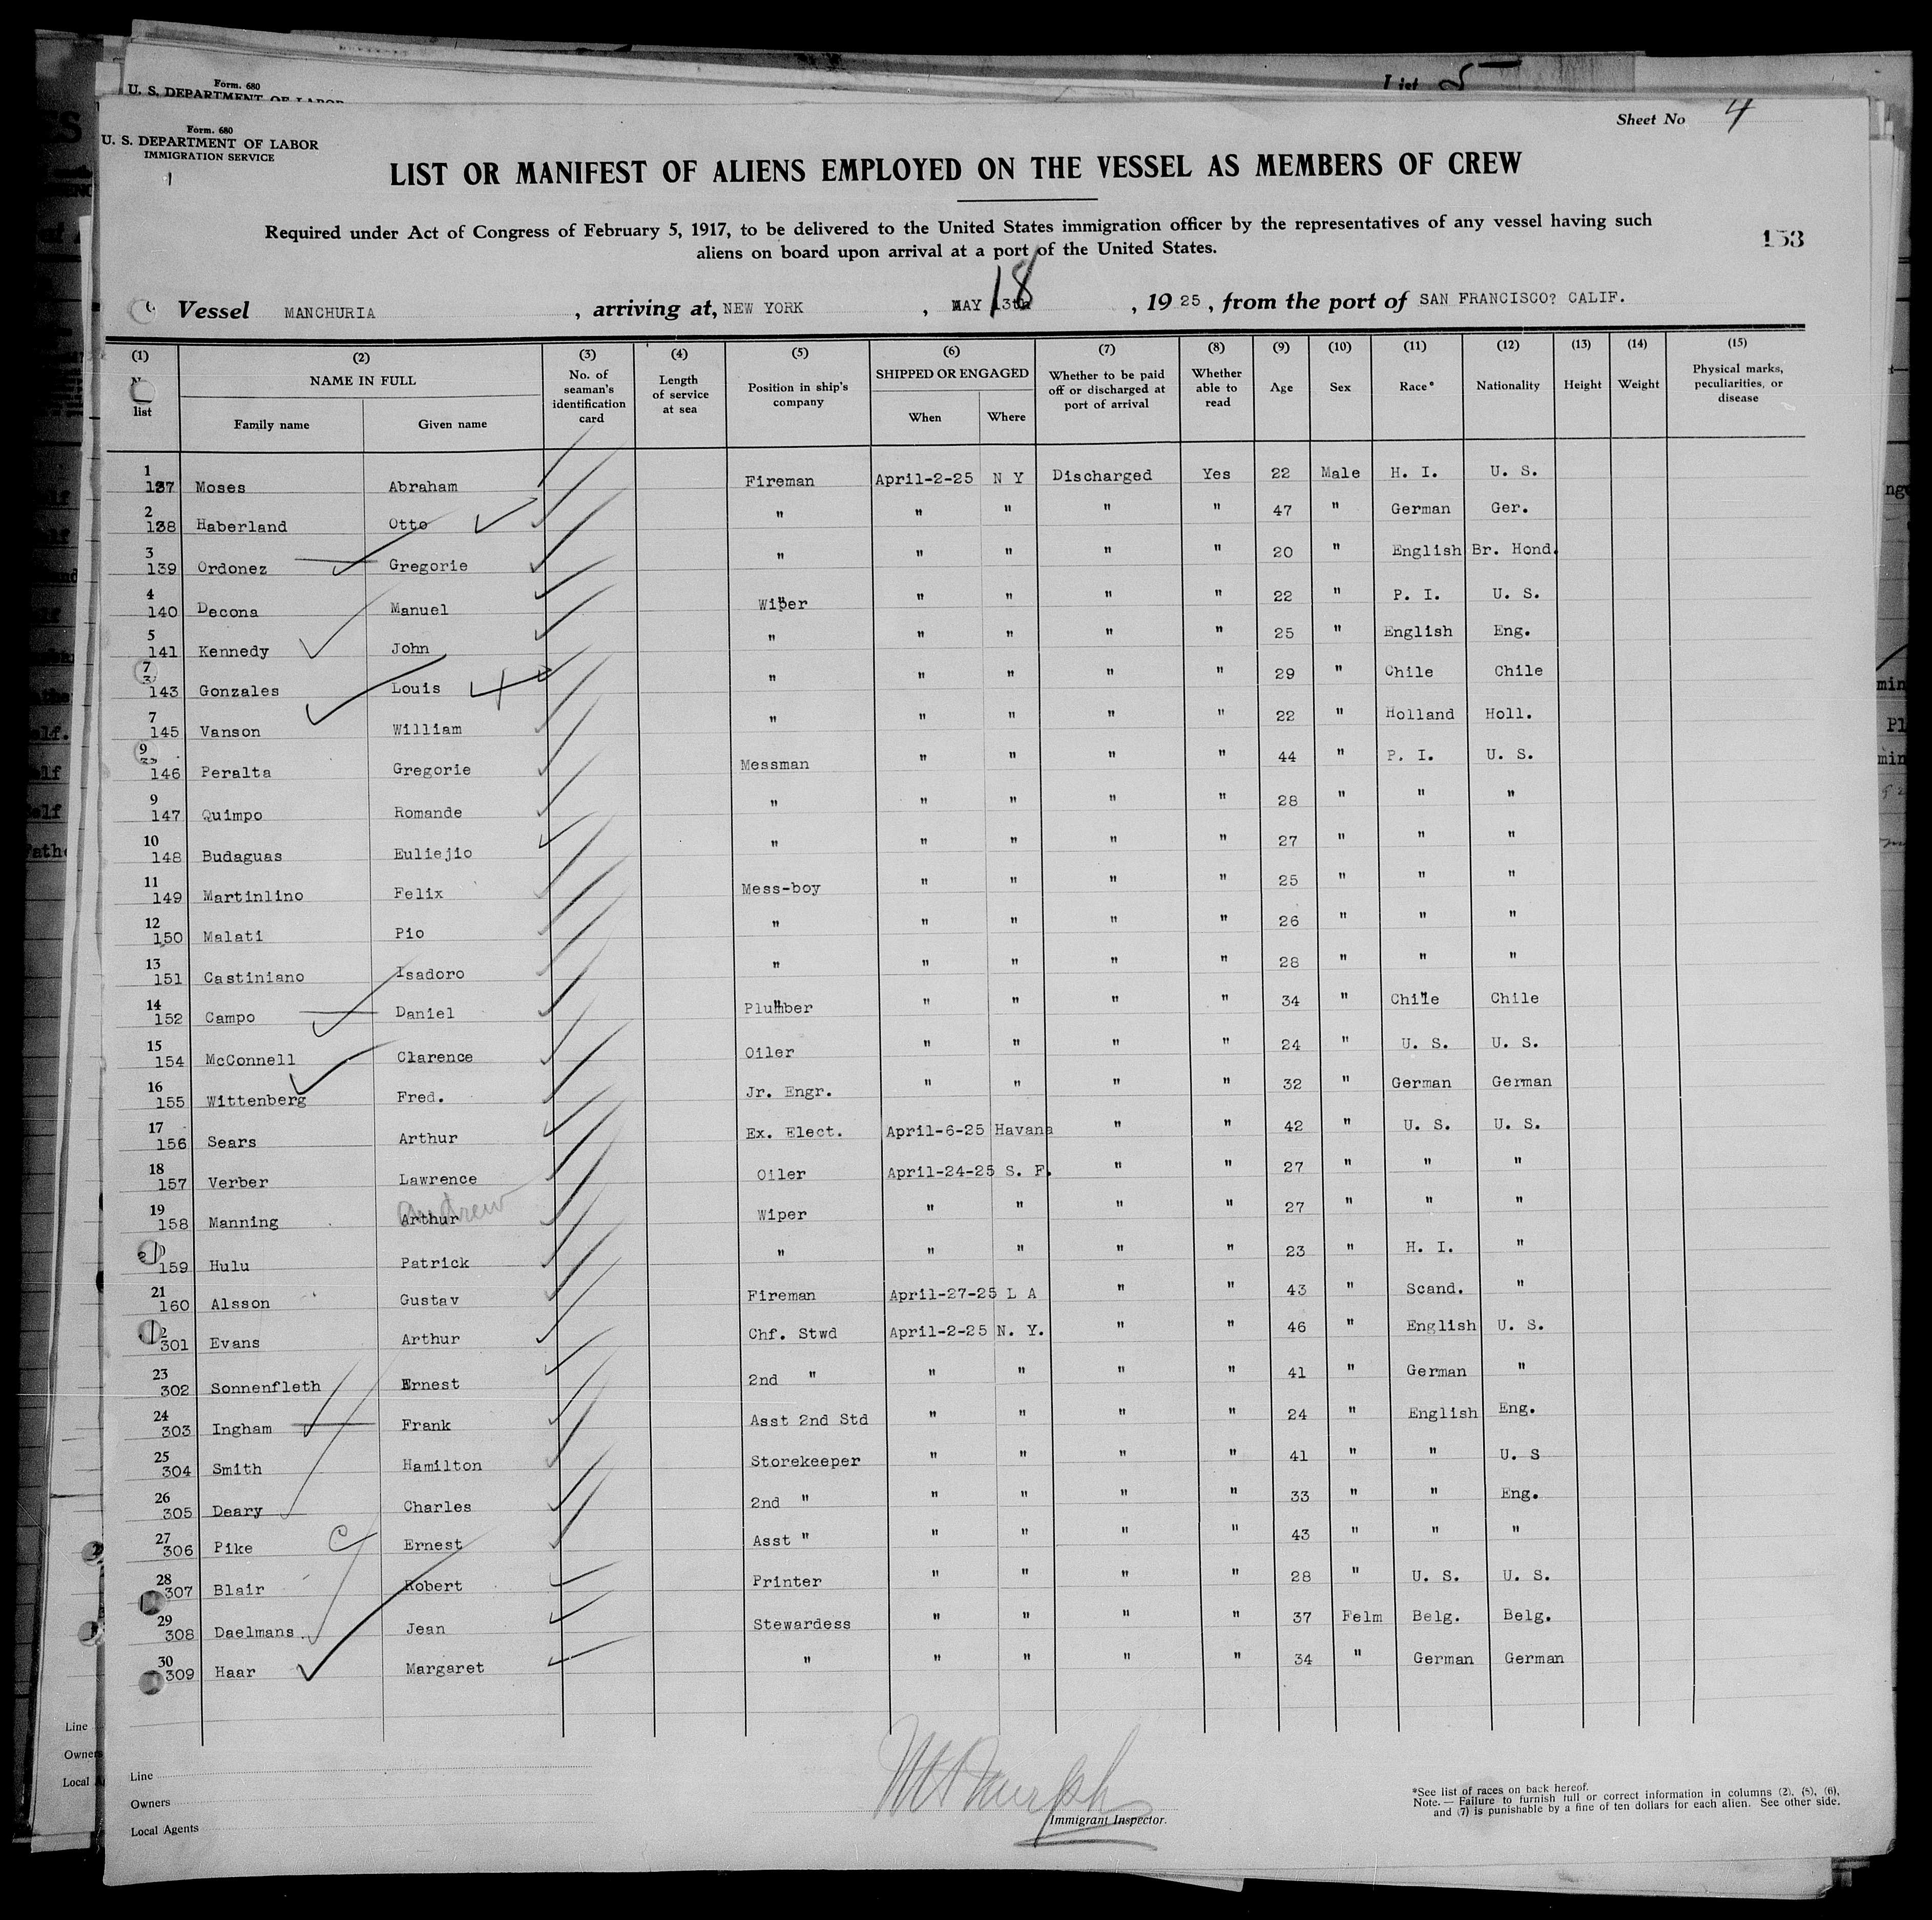 Form. 680
U. S. DEPARTMENT OF LABOR
List 5
Form. 680
U. S. DEPARTMENT OF LABOR
IMMIGRATION SERVICE
Sheet No 4
LIST OR MANIFEST OF ALIENS EMPLOYED ON THE VESSEL AS MEMBERS OF CREW
Required under Act of Congress of February 5, 1917, to be delivered to the United States immigration officer by the representatives of any vessel having such
aliens on board upon arrival at a port of the United States.
153
Vessel MANCHURIA , arriving at, NEW YORK , MAY 13th 18 , 19 25 , from the port of SAN FRANCISCO? CALIF.
(1) (2) (3) (4) (5) (6) (7) (8) (9) (10) (11) (12) (13) (14) (15)
list NAME IN FULL Family name Given name No. of seaman's identification card Length of service at sea Position in ship's company SHIPPED OR ENGAGED When Where Whether to be paid off or discharged at port of arrival Whether able to read Age Sex Race* Nationality Height Weight Physical marks, peculiarities, or disease
1 137 Moses Abraham Fireman April-2-25 N Y Discharged Yes 22 Male H. I. U. S.
2 138 Haberland Otto " " " " " 47 " German Ger.
3 139 Ordonez Gregorie " " " " " 20 " English Br. Hond.
4 140 Decona Manuel Wiper " " " " 22 " P. I. U. S.
5 141 Kennedy John " " " " " 25 " English Eng.
7 143 Gonzales Louis " " " " " 29 " Chile Chile
7 145 Vanson William " " " " " 22 " Holland Holl.
9 146 Peralta Gregorie Messman " " " " 44 " P. I. U. S.
9 147 Quimpo Romande " " " " " 28 " " "
10 148 Budaguas Euliejio " " " " " 27 " " "
11 149 Martinlino Felix Mess-boy " " " " 25 " " "
12 150 Malati Pio " " " " " 26 " " "
13 151 Castiniano Isadoro " " " " " 28 " " "
14 152 Campo Daniel Plumber " " " " 34 " Chile Chile
15 154 McConnell Clarence Oiler " " " " 24 " U. S. U. S.
16 155 Wittenberg Fred. Jr. Engr. " " " " 32 " German German
17 156 Sears Arthur Ex. Elect. April-6-25 Havana " " 42 " U. S. U. S.
18 157 Verber Lawrence Oiler April-24-25 S. F. " " 27 " " "
19 158 Manning Arthur Andrew Wiper " " " " 27 " " "
159 Hulu Patrick " " " " " 23 " H. I. "
21 160 Alsson Gustav Fireman April-27-25 L A " " 43 " Scand. "
2 301 Evans Arthur Chf. Stwd April-2-25 N. Y. " " 46 " English U. S.
23 302 Sonnenfleth Ernest 2nd " " " " " 41 " German "
24 303 Ingham Frank Asst 2nd Std " " " " 24 " English Eng.
25 304 Smith Hamilton Storekeeper " " " " 41 " " U. S
26 305 Deary Charles 2nd " " " " " 33 " " Eng.
27 306 Pike C Ernest Asst " " " " " 43 " " "
28 307 Blair Robert Printer " " " " 28 " U. S. U. S.
29 308 Daelmans Jean Stewardess " " " " 37 Felm Belg. Belg.
30 309 Haar Margaret " " " " " 34 " German German
Line
Owners
Local Agents
Line
Owners
Local Agents
Immigrant Inspector.
*See list of races on back hereof.
Note.—Failure to furnish full or correct information in columns (2), (5), (6),
and (7) is punishable by a fine of ten dollars for each alien. See other side.